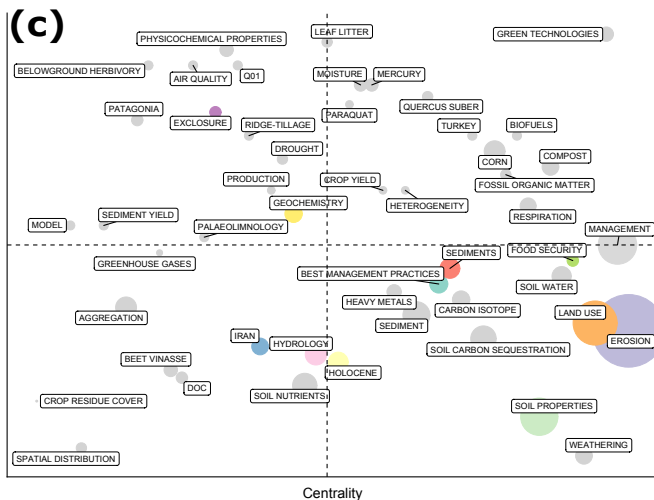 (c)
LEAF LITTER
GREEN TECHNOLOGIES
PHYSICOCHEMICAL PROPERTIES
BELOWGROUND HERBIVORY
AIR QUALITY
Q01
MOISTURE
MERCURY
PATAGONIA
EXCLOSURE
PARAQUAT
QUERCUS SUBER
RIDGE-TILLAGE
TURKEY
BIOFUELS
DROUGHT
CORN
COMPOST
PRODUCTION
CROP YIELD
FOSSIL ORGANIC MATTER
GEOCHEMISTRY
HETEROGENEITY
RESPIRATION
MODEL
SEDIMENT YIELD
PALAEOLIMNOLOGY
MANAGEMENT
GREENHOUSE GASES
SEDIMENTS
FOOD SECURITY
BEST MANAGEMENT PRACTICES
SOIL WATER
HEAVY METALS
CARBON ISOTOPE
AGGREGATION
SEDIMENT
LAND USE
IRAN
HYDROLOGY
SOIL CARBON SEQUESTRATION
EROSION
BEET VINASSE
HOLOCENE
DOC
SOIL NUTRIENTS
CROP RESIDUE COVER
SOIL PROPERTIES
SPATIAL DISTRIBUTION
WEATHERING
Centrality